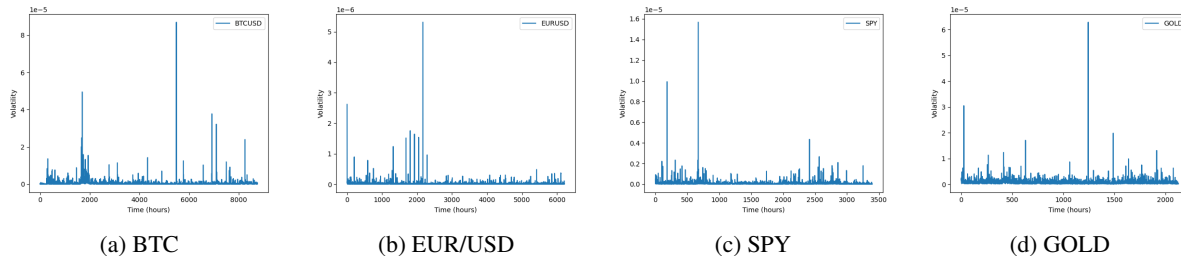 1e−5
BTCUSD
8
6
4
2
0
Volatility
0 2000 4000 6000 8000
Time (hours)
(a) BTC
1e−6
EURUSD
5
4
3
2
1
0
Volatility
0 1000 2000 3000 4000 5000 6000
Time (hours)
(b) EUR/USD
1e−5
SPY
1.6
1.4
1.2
1.0
0.8
0.6
0.4
0.2
0.0
Volatility
0 500 1000 1500 2000 2500 3000 3500
Time (hours)
(c) SPY
1e−5
GOLD
6
5
4
3
2
1
0
Volatility
0 500 1000 1500 2000
Time (hours)
(d) GOLD